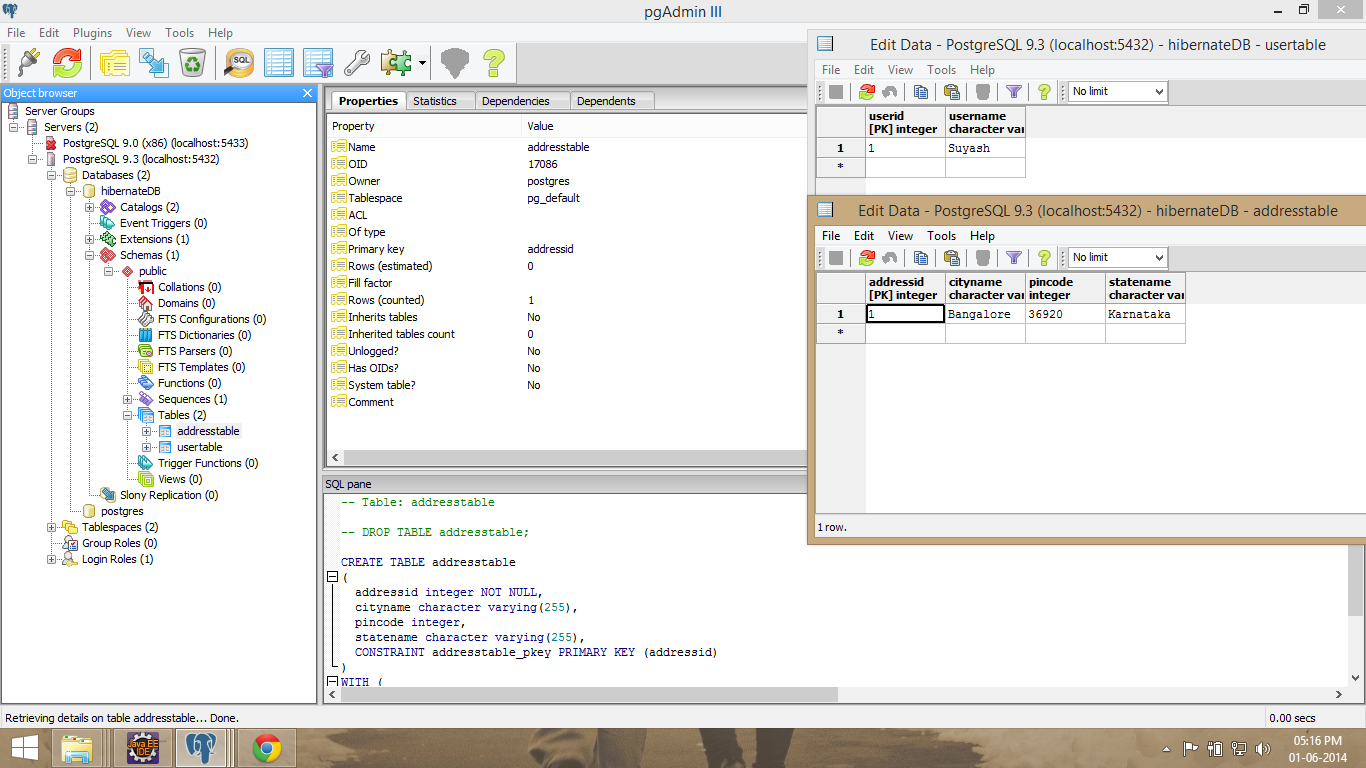 pgAdmin III
File Edit Plugins View Tools Help
SQL
Object browser
Server Groups
Servers (2)
PostgreSQL 9.0 (x86) (localhost:5433)
PostgreSQL 9.3 (localhost:5432)
Databases (2)
hibernateDB
Catalogs (2)
Event Triggers (0)
Extensions (1)
Schemas (1)
public
Collations (0)
Domains (0)
FTS Configurations (0)
FTS Dictionaries (0)
FTS Parsers (0)
FTS Templates (0)
Functions (0)
Sequences (1)
Tables (2)
addresstable
usertable
Trigger Functions (0)
Views (0)
Slony Replication (0)
postgres
Tablespaces (2)
Group Roles (0)
Login Roles (1)
Properties Statistics Dependencies Dependents
Property Value
Name addresstable
OID 17086
Owner postgres
Tablespace pg_default
ACL
Of type
Primary key addressid
Rows (estimated) 0
Fill factor
Rows (counted) 1
Inherits tables No
Inherited tables count 0
Unlogged? No
Has OIDs? No
System table? No
Comment
SQL pane
-- Table: addresstable
-- DROP TABLE addresstable;
CREATE TABLE addresstable
(
addressid integer NOT NULL,
cityname character varying(255),
pincode integer,
statename character varying(255),
CONSTRAINT addresstable_pkey PRIMARY KEY (addressid)
)
WITH (
Edit Data - PostgreSQL 9.3 (localhost:5432) - hibernateDB - usertable
File Edit View Tools Help
No limit
userid username
[PK] integer character var
1 1 Suyash
*
Edit Data - PostgreSQL 9.3 (localhost:5432) - hibernateDB - addresstable
File Edit View Tools Help
No limit
addressid cityname pincode statename
[PK] integer character var integer character var
1 1 Bangalore 36920 Karnataka
*
1 row.
Retrieving details on table addresstable... Done.
0.00 secs
Java EE
IDE
05:16 PM
01-06-2014